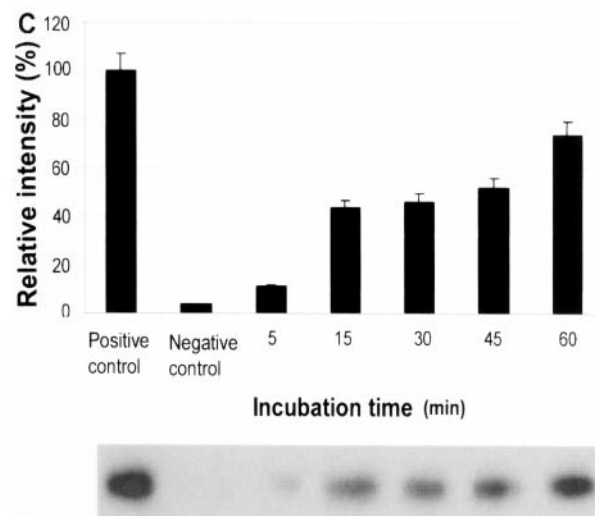 C
Relative intensity (%)
120
100
80
60
40
20
0
Positive control
Negative control
5
15
30
45
60
Incubation time (min)